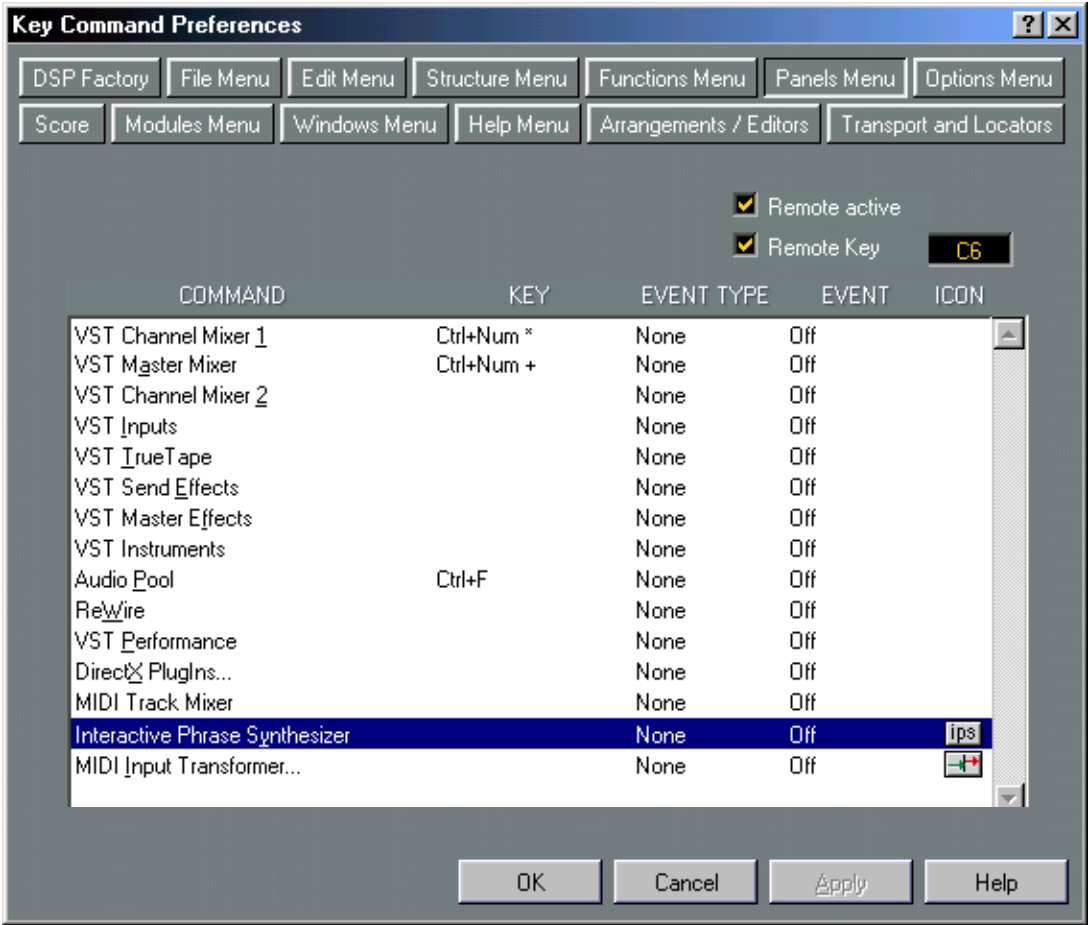 Key Command Preferences
DSP Factory File Menu Edit Menu Structure Menu Functions Menu Panels Menu Options Menu
Score Modules Menu Windows Menu Help Menu Arrangements / Editors Transport and Locators
Remote active
Remote Key C6
COMMAND KEY EVENT TYPE EVENT ICON
VST Channel Mixer 1 Ctrl+Num * None Off
VST Master Mixer Ctrl+Num + None Off
VST Channel Mixer 2 None Off
VST Inputs None Off
VST TrueTape None Off
VST Send Effects None Off
VST Master Effects None Off
VST Instruments None Off
Audio Pool Ctrl+F None Off
ReWire None Off
VST Performance None Off
DirectX PlugIns... None Off
MIDI Track Mixer None Off
Interactive Phrase Synthesizer None Off ips
MIDI Input Transformer... None Off
OK Cancel Apply Help